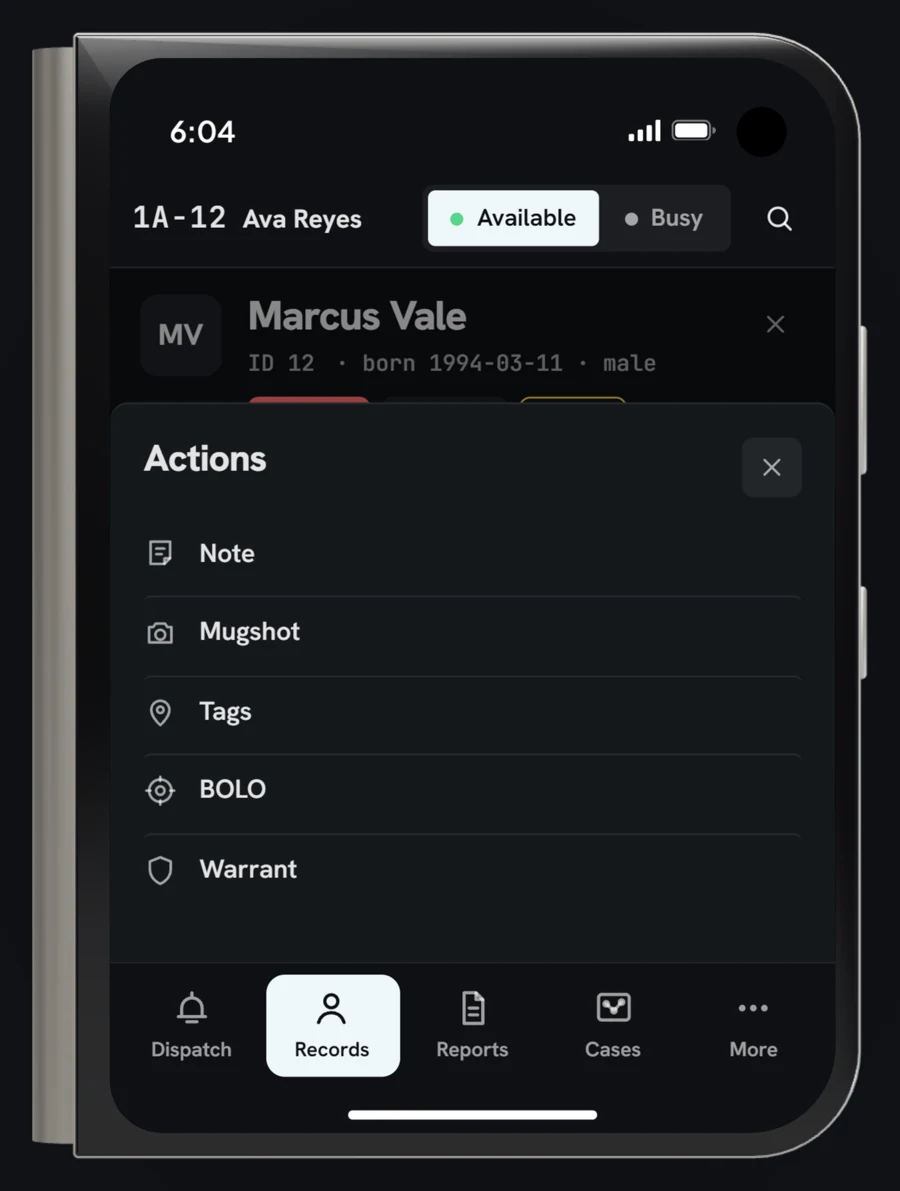 6:04
1A-12 Ava Reyes Available Busy
MV
Marcus Vale
ID 12 · born 1994-03-11 · male
Actions
Note
Mugshot
Tags
BOLO
Warrant
Dispatch Records Reports Cases More